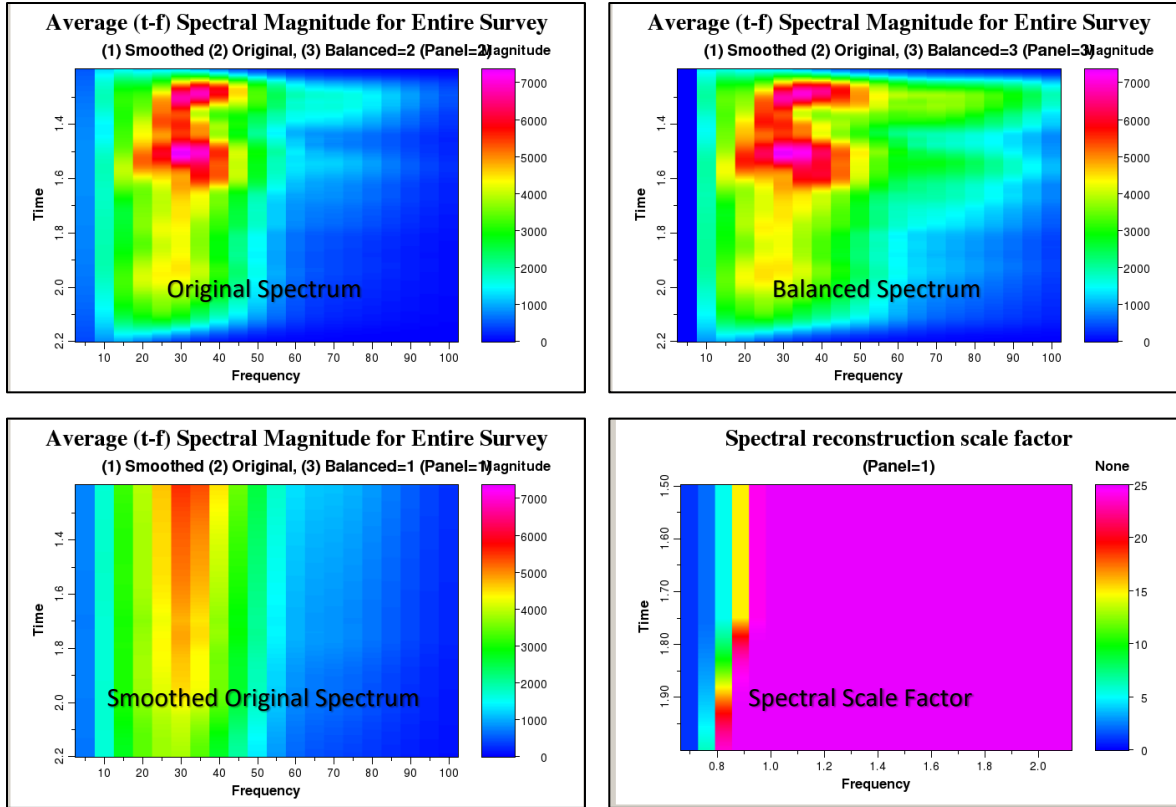 Average (t-f) Spectral Magnitude for Entire Survey
(1) Smoothed (2) Original, (3) Balanced=2 (Panel=2)
Magnitude
7000
6000
5000
4000
3000
2000
1000
0
Time
1.4
1.6
1.8
2.0
2.2
Original Spectrum
10 20 30 40 50 60 70 80 90 100
Frequency
Average (t-f) Spectral Magnitude for Entire Survey
(1) Smoothed (2) Original, (3) Balanced=3 (Panel=3)
Magnitude
7000
6000
5000
4000
3000
2000
1000
0
Time
1.4
1.6
1.8
2.0
2.2
Balanced Spectrum
10 20 30 40 50 60 70 80 90 100
Frequency
Average (t-f) Spectral Magnitude for Entire Survey
(1) Smoothed (2) Original, (3) Balanced=1 (Panel=1)
Magnitude
7000
6000
5000
4000
3000
2000
1000
0
Time
1.4
1.6
1.8
2.0
2.2
Smoothed Original Spectrum
10 20 30 40 50 60 70 80 90 100
Frequency
Spectral reconstruction scale factor
(Panel=1)
None
25
20
15
10
5
0
Time
1.50
1.60
1.70
1.80
1.90
Spectral Scale Factor
0.8 1.0 1.2 1.4 1.6 1.8 2.0
Frequency